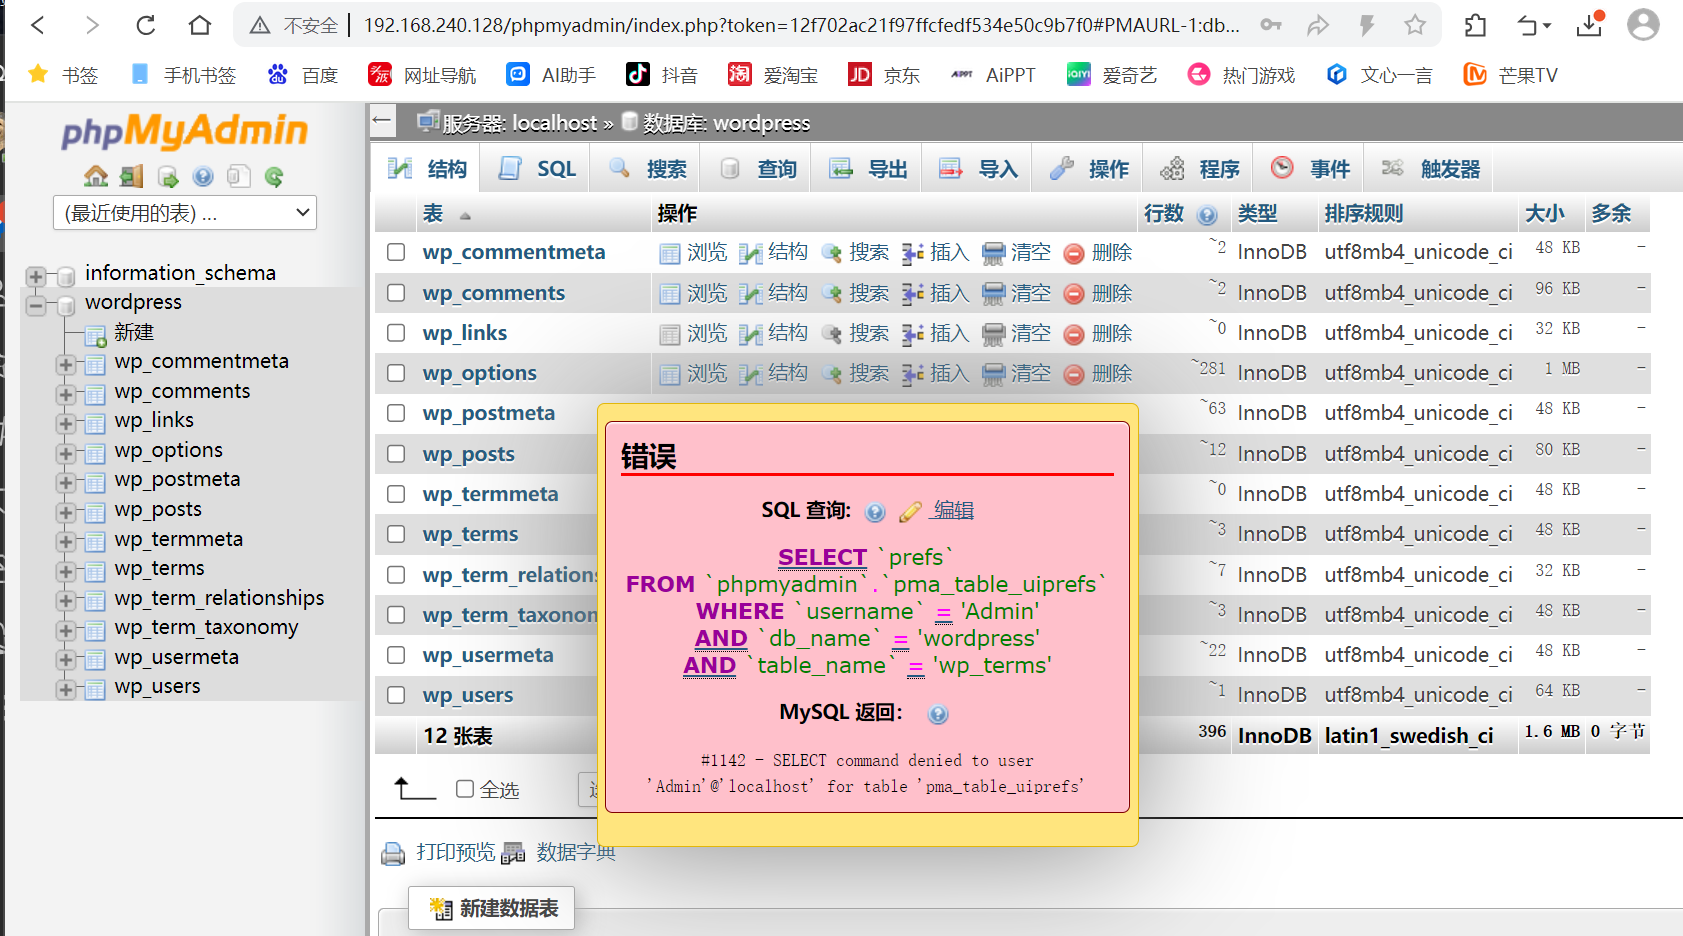 不安全 192.168.240.128/phpmyadmin/index.php?token=12f702ac21f97ffcfedf534e50c9b7f0#PMAURL-1:db...
书签 手机书签 百度 网址导航 AI助手 抖音 爱淘宝 京东 AiPPT 爱奇艺 热门游戏 文心一言 芒果TV
phpMyAdmin
(最近使用的表) ...
information_schema
wordpress
新建
wp_commentmeta
wp_comments
wp_links
wp_options
wp_postmeta
wp_posts
wp_termmeta
wp_terms
wp_term_relationships
wp_term_taxonomy
wp_usermeta
wp_users
服务器: localhost » 数据库: wordpress
结构 SQL 搜索 查询 导出 导入 操作 程序 事件 触发器
表 操作 行数 类型 排序规则 大小 多余
wp_commentmeta 浏览 结构 搜索 插入 清空 删除 ~2 InnoDB utf8mb4_unicode_ci 48 KB -
wp_comments 浏览 结构 搜索 插入 清空 删除 ~2 InnoDB utf8mb4_unicode_ci 96 KB -
wp_links 浏览 结构 搜索 插入 清空 删除 ~0 InnoDB utf8mb4_unicode_ci 32 KB -
wp_options 浏览 结构 搜索 插入 清空 删除 ~281 InnoDB utf8mb4_unicode_ci 1 MB -
wp_postmeta ~63 InnoDB utf8mb4_unicode_ci 48 KB -
wp_posts ~12 InnoDB utf8mb4_unicode_ci 80 KB -
wp_termmeta ~0 InnoDB utf8mb4_unicode_ci 48 KB -
wp_terms ~3 InnoDB utf8mb4_unicode_ci 48 KB -
wp_term_relations ~7 InnoDB utf8mb4_unicode_ci 32 KB -
wp_term_taxonon ~3 InnoDB utf8mb4_unicode_ci 48 KB -
wp_usermeta ~22 InnoDB utf8mb4_unicode_ci 48 KB -
wp_users ~1 InnoDB utf8mb4_unicode_ci 64 KB -
12 张表 396 InnoDB latin1_swedish_ci 1.6 MB 0 字节
全选
打印预览 数据字典
新建数据表
错误
SQL 查询: 编辑
SELECT `prefs`
FROM `phpmyadmin`.`pma_table_uiprefs`
WHERE `username` = 'Admin'
AND `db_name` = 'wordpress'
AND `table_name` = 'wp_terms'
MySQL 返回:
#1142 - SELECT command denied to user
'Admin'@'localhost' for table 'pma_table_uiprefs'